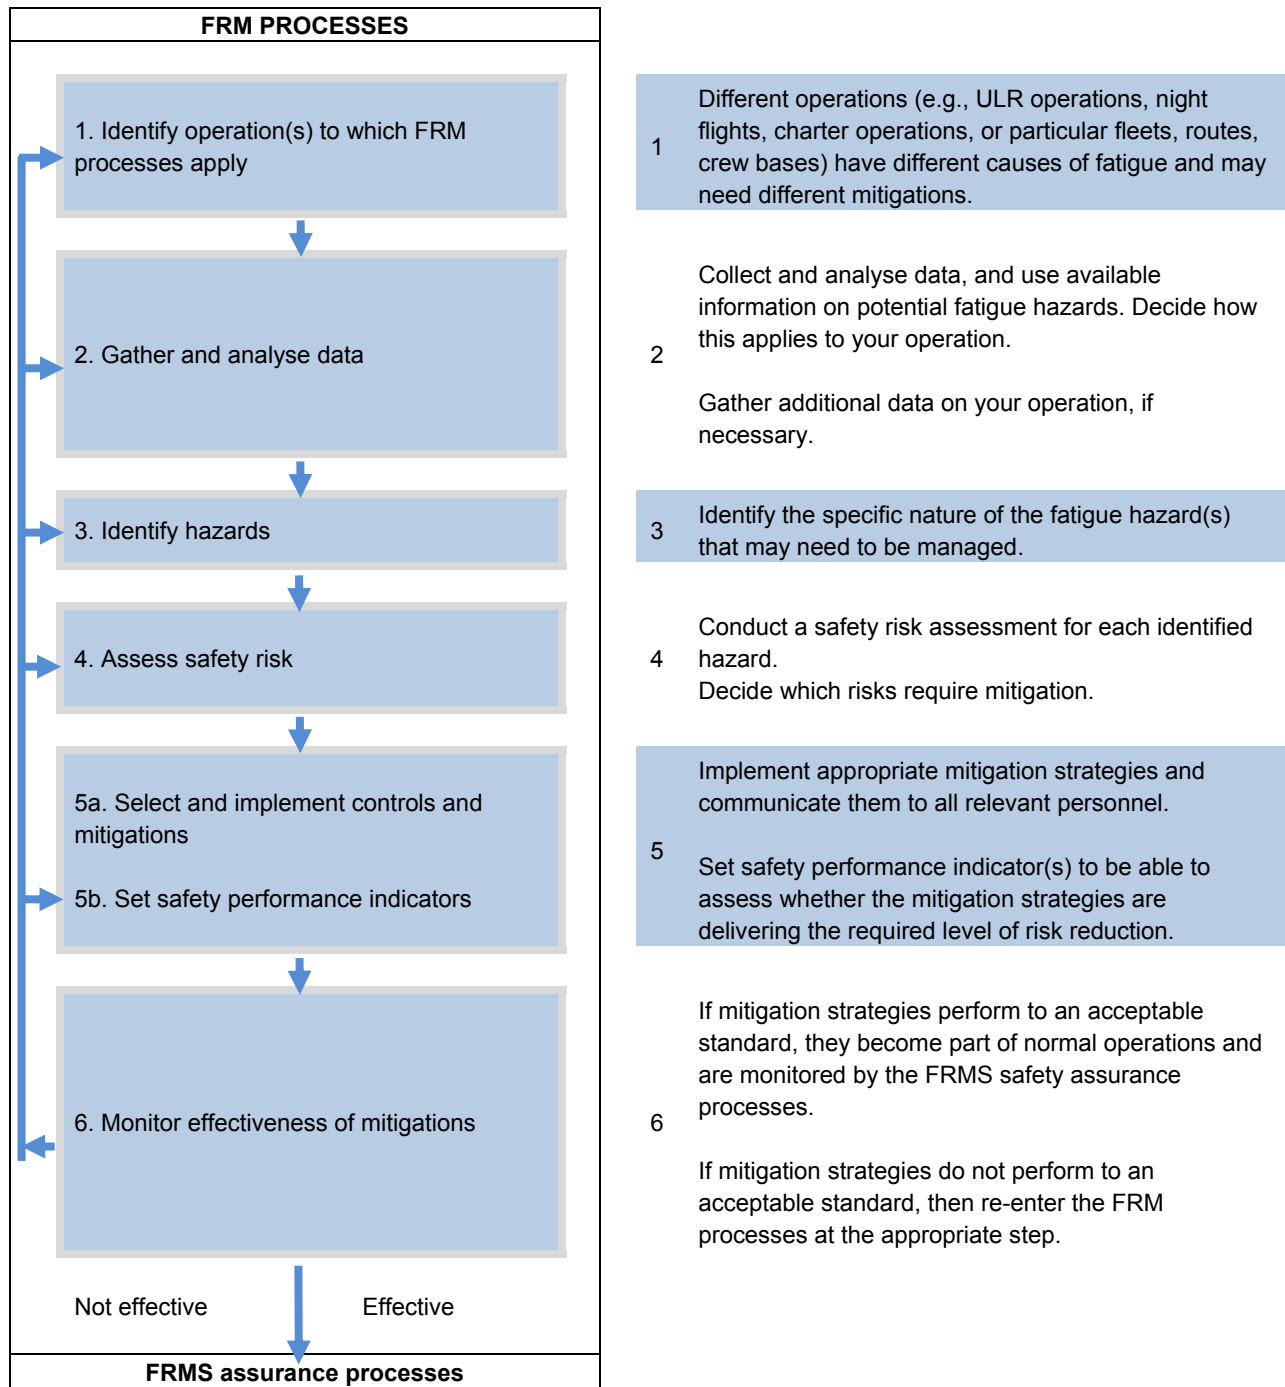 FRM PROCESSES
1. Identify operation(s) to which FRM
processes apply
1
Different operations (e.g., ULR operations, night
flights, charter operations, or particular fleets, routes,
crew bases) have different causes of fatigue and may
need different mitigations.
2. Gather and analyse data
2
Collect and analyse data, and use available
information on potential fatigue hazards. Decide how
this applies to your operation.
Gather additional data on your operation, if
necessary.
3. Identify hazards
3
Identify the specific nature of the fatigue hazard(s)
that may need to be managed.
4. Assess safety risk
4
Conduct a safety risk assessment for each identified
hazard.
Decide which risks require mitigation.
5a. Select and implement controls and
mitigations
5b. Set safety performance indicators
5
Implement appropriate mitigation strategies and
communicate them to all relevant personnel.
Set safety performance indicator(s) to be able to
assess whether the mitigation strategies are
delivering the required level of risk reduction.
6. Monitor effectiveness of mitigations
6
If mitigation strategies perform to an acceptable
standard, they become part of normal operations and
are monitored by the FRMS safety assurance
processes.
If mitigation strategies do not perform to an
acceptable standard, then re-enter the FRM
processes at the appropriate step.
Not effective
Effective
FRMS assurance processes